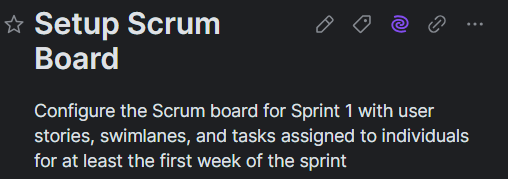 Setup Scrum
Board
Configure the Scrum board for Sprint 1 with user
stories, swimlanes, and tasks assigned to individuals
for at least the first week of the sprint